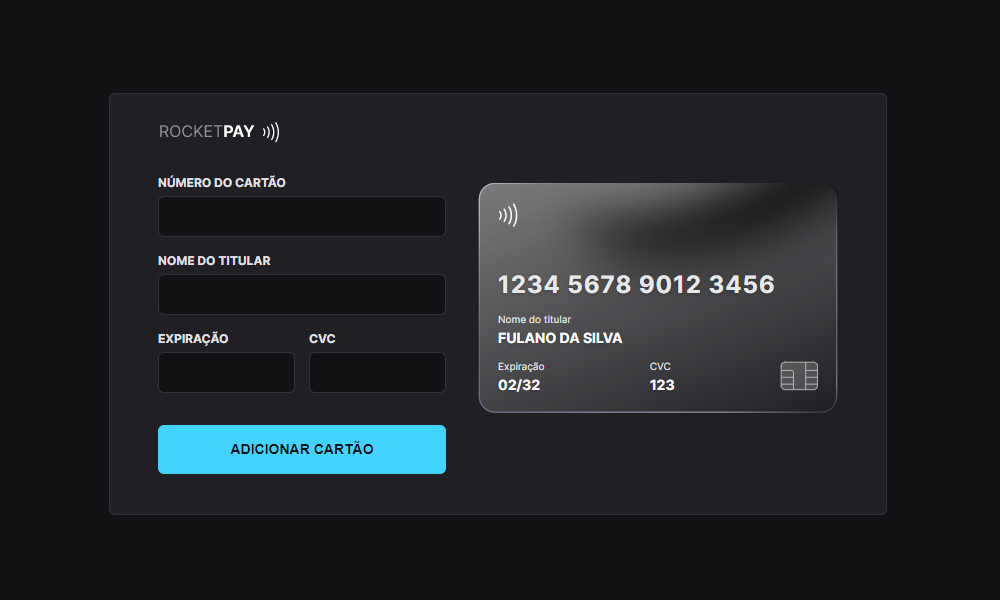 ROCKETPAY
NÚMERO DO CARTÃO
NOME DO TITULAR
EXPIRAÇÃO CVC
ADICIONAR CARTÃO
1234 5678 9012 3456
Nome do titular
FULANO DA SILVA
Expiração CVC
02/32 123